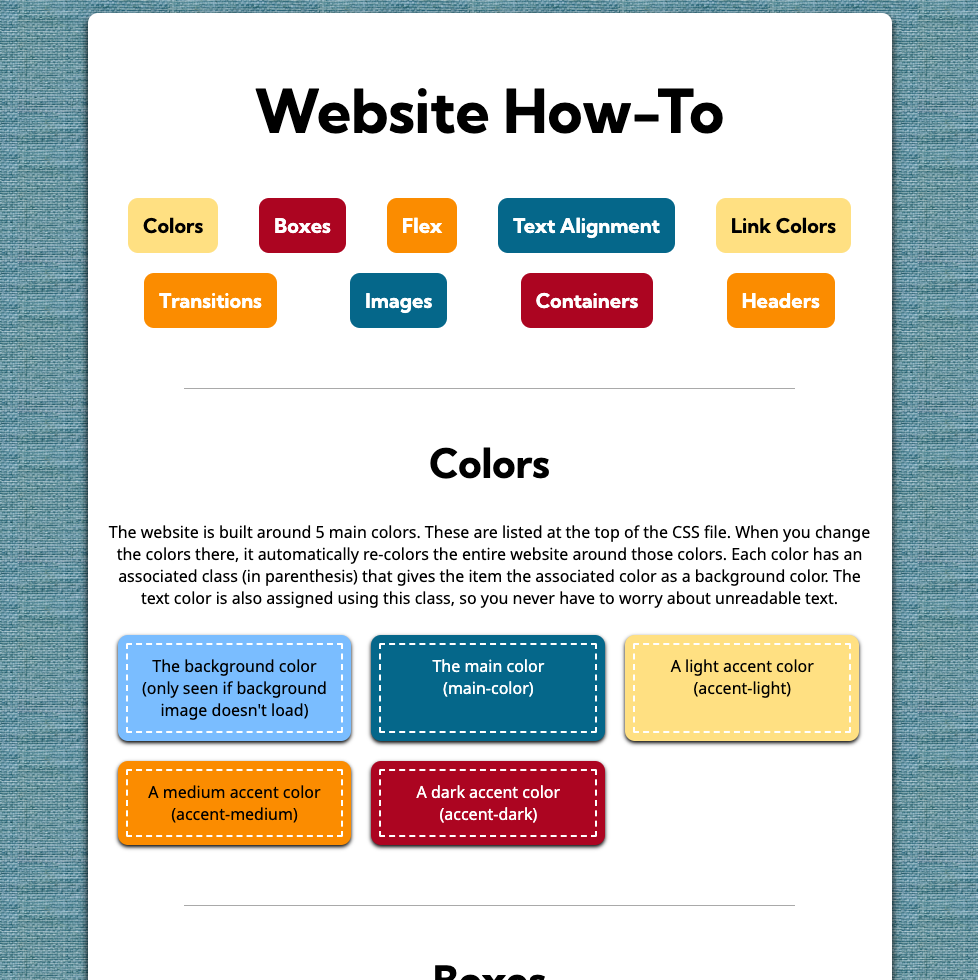 Website How-To
Colors Boxes Flex Text Alignment Link Colors
Transitions Images Containers Headers
Colors
The website is built around 5 main colors. These are listed at the top of the CSS file. When you change
the colors there, it automatically re-colors the entire website around those colors. Each color has an
associated class (in parenthesis) that gives the item the associated color as a background color. The
text color is also assigned using this class, so you never have to worry about unreadable text.
The background color
(only seen if background
image doesn't load)
The main color
(main-color)
A light accent color
(accent-light)
A medium accent color
(accent-medium)
A dark accent color
(accent-dark)
Boxes